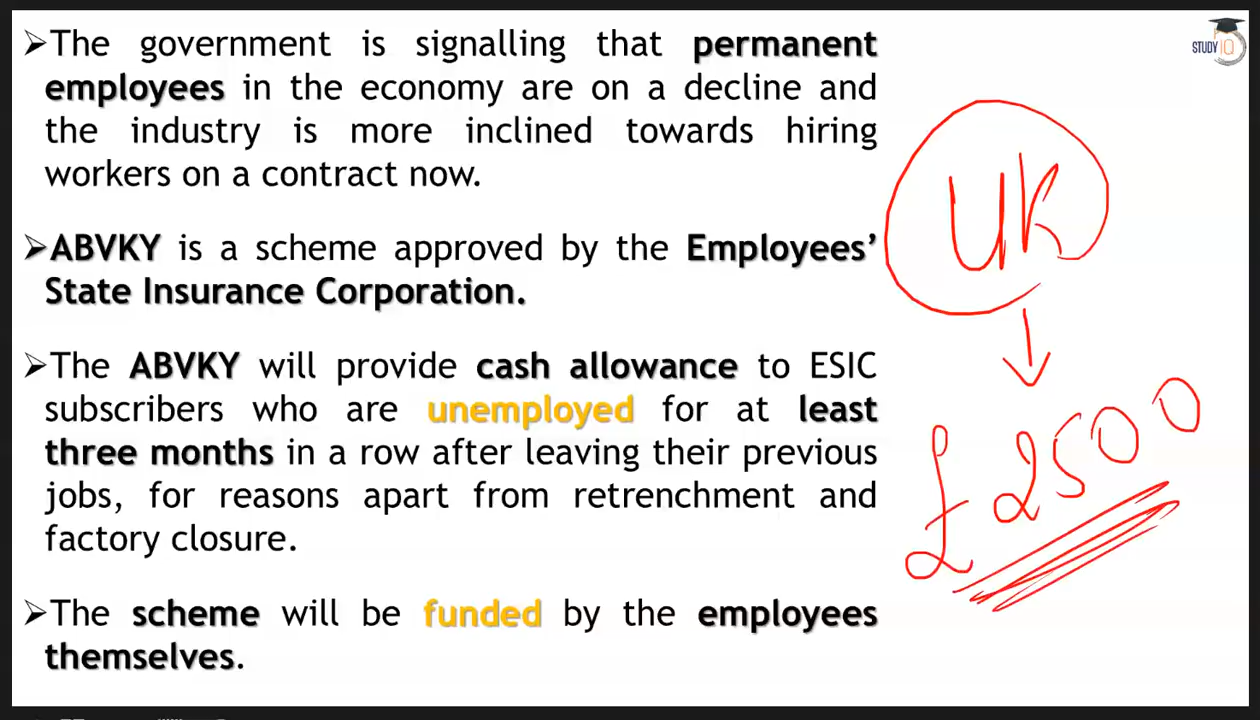 ➢The government is signalling that permanent
employees in the economy are on a decline and
the industry is more inclined towards hiring
workers on a contract now.
➢ABVKY is a scheme approved by the Employees’
State Insurance Corporation.
➢The ABVKY will provide cash allowance to ESIC
subscribers who are unemployed for at least
three months in a row after leaving their previous
jobs, for reasons apart from retrenchment and
factory closure.
➢The scheme will be funded by the employees
themselves.
STUDY IQ
UK
£2500